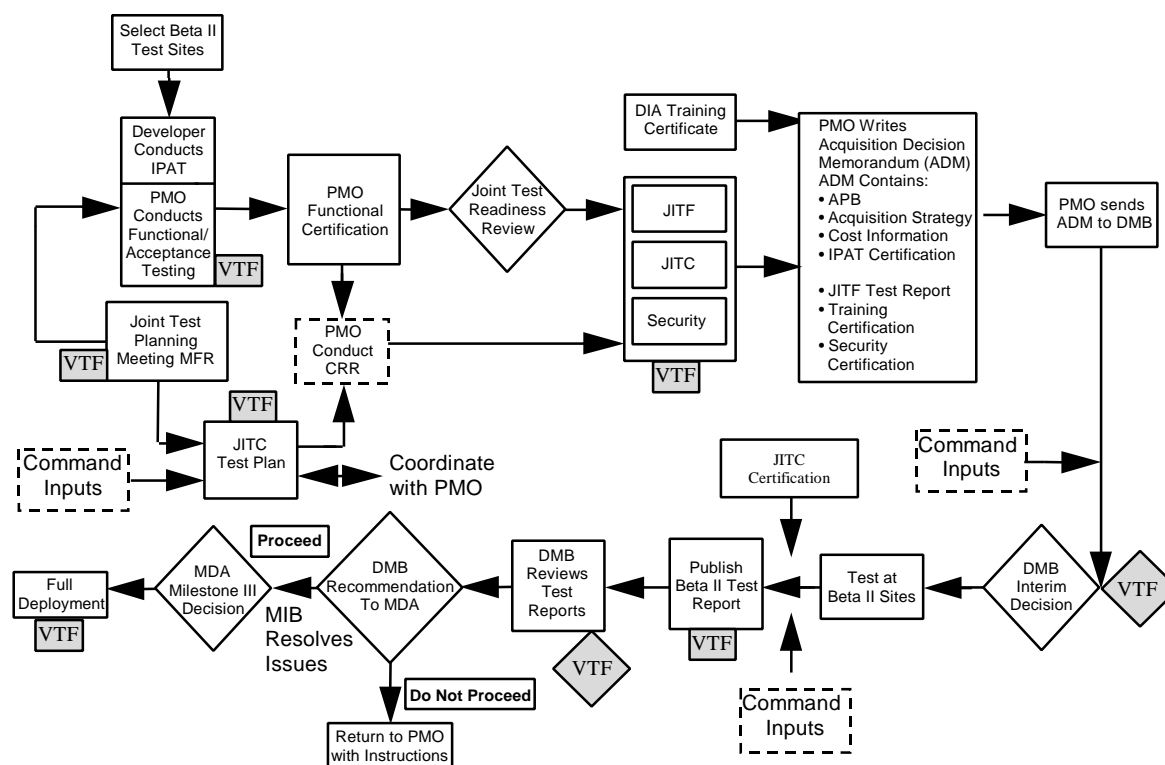 Select Beta II
Test Sites
Developer
Conducts
IPAT
PMO
Conducts
Functional/
Acceptance
Testing
VTF
PMO
Functional
Certification
Joint Test
Readiness
Review
DIA Training
Certificate
JITF
JITC
Security
VTF
PMO Writes
Acquisition Decision
Memorandum (ADM)
ADM Contains:
• APB
• Acquisition Strategy
• Cost Information
• IPAT Certification
• JITF Test Report
• Training
Certification
• Security
Certification
PMO sends
ADM to DMB
Joint Test
Planning
Meeting MFR
VTF
PMO
Conduct
CRR
VTF
JITC
Test Plan
Command
Inputs
Coordinate
with PMO
JITC
Certification
Command
Inputs
Full
Deployment
VTF
MDA
Milestone III
Decision
Proceed
MIB
Resolves
Issues
DMB
Recommendation
To MDA
Do Not Proceed
Return to PMO
with Instructions
DMB
Reviews
Test
Reports
VTF
Publish
Beta II Test
Report
VTF
Command
Inputs
Test at
Beta II Sites
DMB
Interim
Decision
VTF